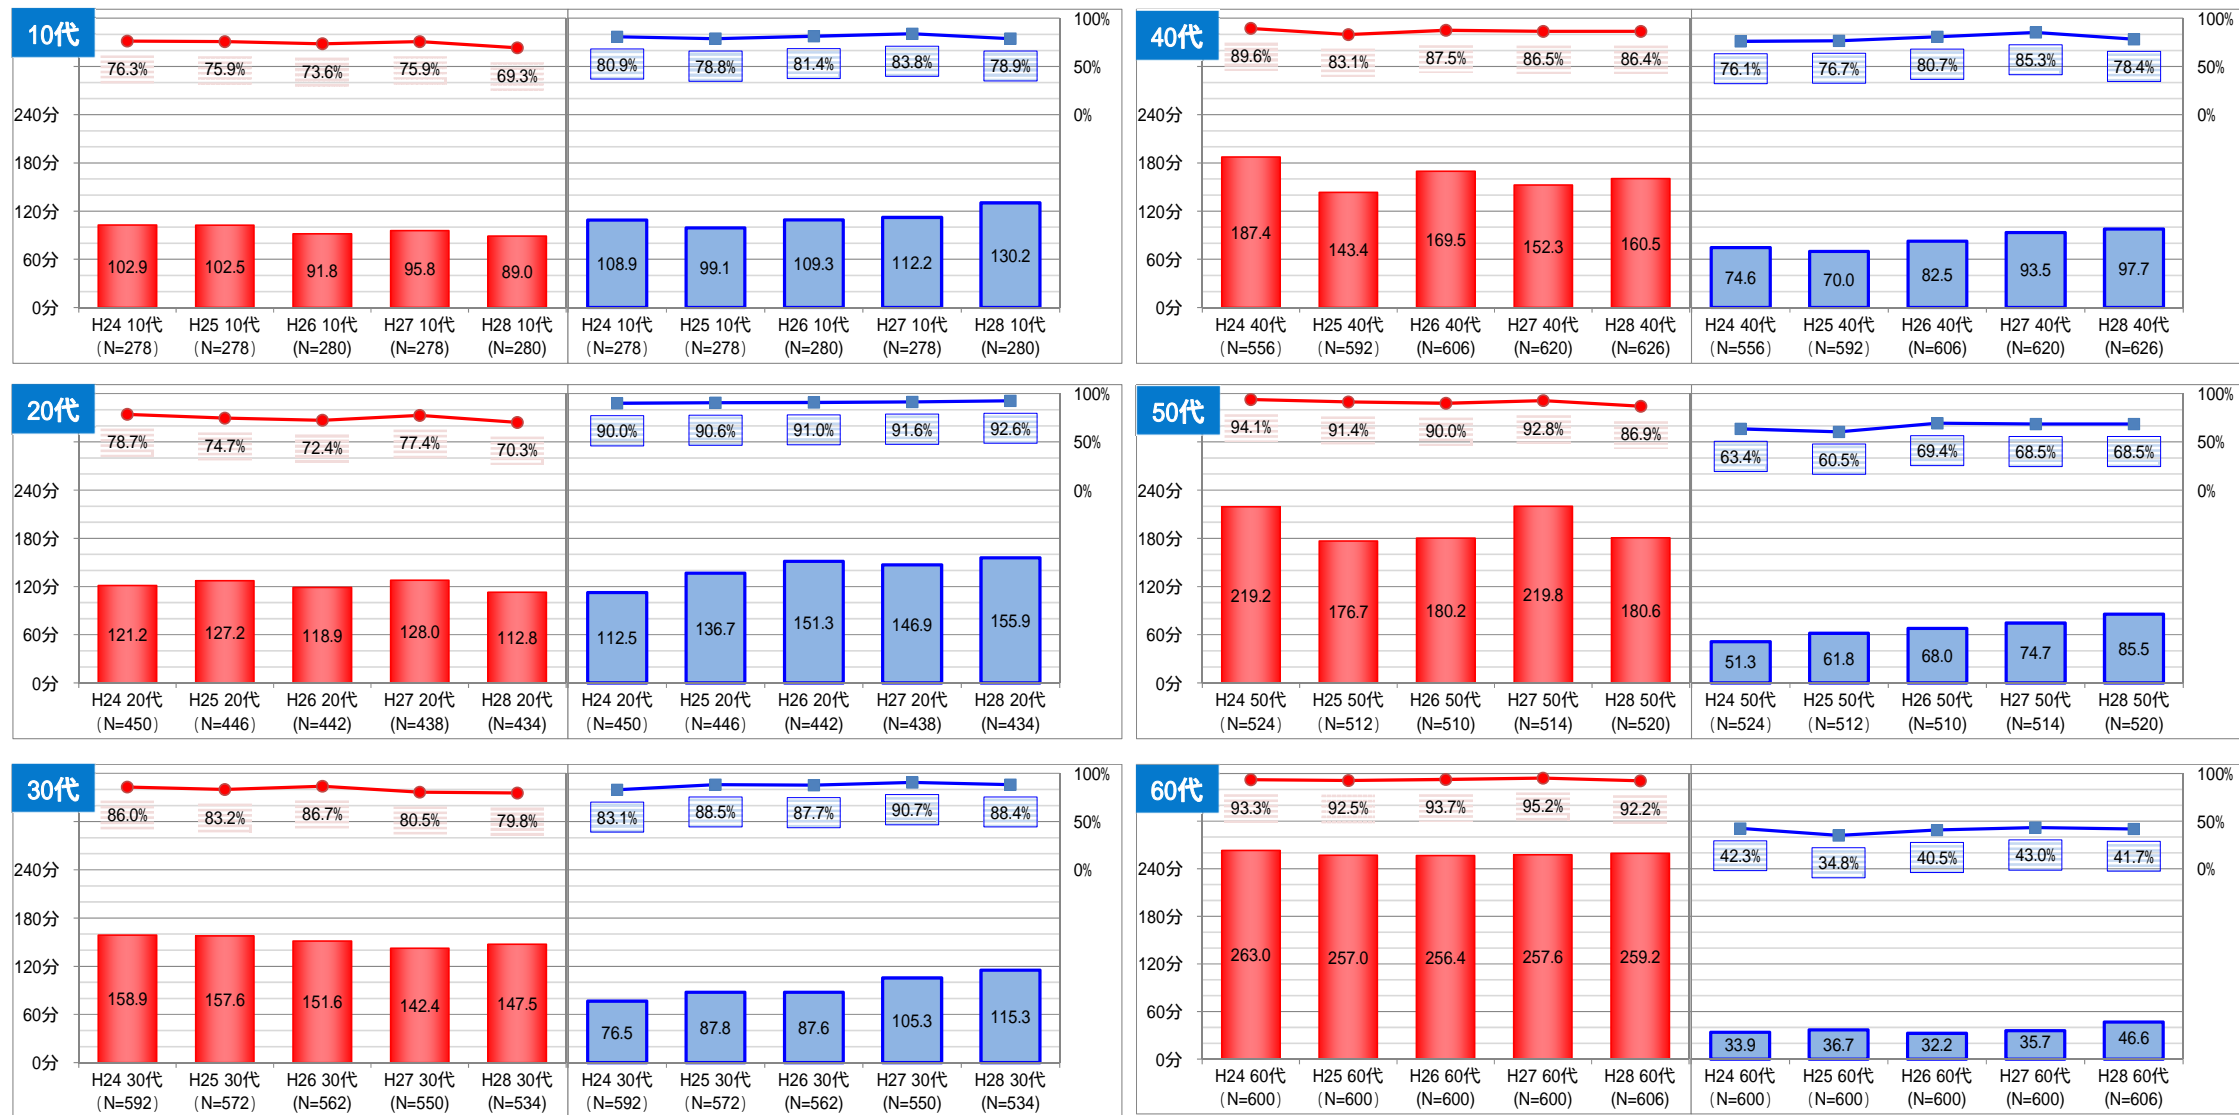 10代
100%
50%
0%
76.3%
75.9%
73.6%
75.9%
69.3%
80.9%
78.8%
81.4%
83.8%
78.9%
240分
180分
120分
60分
0分
102.9
102.5
91.8
95.8
89.0
108.9
99.1
109.3
112.2
130.2
H24 10代
H25 10代
H26 10代
H27 10代
H28 10代
H24 10代
H25 10代
H26 10代
H27 10代
H28 10代
(N=278)
(N=278)
(N=280)
(N=278)
(N=280)
(N=278)
(N=278)
(N=280)
(N=278)
(N=280)
20代
100%
50%
0%
78.7%
74.7%
72.4%
77.4%
70.3%
90.0%
90.6%
91.0%
91.6%
92.6%
240分
180分
120分
60分
0分
121.2
127.2
118.9
128.0
112.8
112.5
136.7
151.3
146.9
155.9
H24 20代
H25 20代
H26 20代
H27 20代
H28 20代
H24 20代
H25 20代
H26 20代
H27 20代
H28 20代
(N=450)
(N=446)
(N=442)
(N=438)
(N=434)
(N=450)
(N=446)
(N=442)
(N=438)
(N=434)
30代
100%
50%
0%
86.0%
83.2%
86.7%
80.5%
79.8%
83.1%
88.5%
87.7%
90.7%
88.4%
240分
180分
120分
60分
0分
158.9
157.6
151.6
142.4
147.5
76.5
87.8
87.6
105.3
115.3
H24 30代
H25 30代
H26 30代
H27 30代
H28 30代
H24 30代
H25 30代
H26 30代
H27 30代
H28 30代
(N=592)
(N=572)
(N=562)
(N=550)
(N=534)
(N=592)
(N=572)
(N=562)
(N=550)
(N=534)
40代
100%
50%
0%
89.6%
83.1%
87.5%
86.5%
86.4%
76.1%
76.7%
80.7%
85.3%
78.4%
240分
180分
120分
60分
0分
187.4
143.4
169.5
152.3
160.5
74.6
70.0
82.5
93.5
97.7
H24 40代
H25 40代
H26 40代
H27 40代
H28 40代
H24 40代
H25 40代
H26 40代
H27 40代
H28 40代
(N=556)
(N=592)
(N=606)
(N=620)
(N=626)
(N=556)
(N=592)
(N=606)
(N=620)
(N=626)
50代
100%
50%
0%
94.1%
91.4%
90.0%
92.8%
86.9%
63.4%
60.5%
69.4%
68.5%
68.5%
240分
180分
120分
60分
0分
219.2
176.7
180.2
219.8
180.6
51.3
61.8
68.0
74.7
85.5
H24 50代
H25 50代
H26 50代
H27 50代
H28 50代
H24 50代
H25 50代
H26 50代
H27 50代
H28 50代
(N=524)
(N=512)
(N=510)
(N=514)
(N=520)
(N=524)
(N=512)
(N=510)
(N=514)
(N=520)
60代
100%
50%
0%
93.3%
92.5%
93.7%
95.2%
92.2%
42.3%
34.8%
40.5%
43.0%
41.7%
240分
180分
120分
60分
0分
263.0
257.0
256.4
257.6
259.2
33.9
36.7
32.2
35.7
46.6
H24 60代
H25 60代
H26 60代
H27 60代
H28 60代
H24 60代
H25 60代
H26 60代
H27 60代
H28 60代
(N=600)
(N=600)
(N=600)
(N=600)
(N=606)
(N=600)
(N=600)
(N=600)
(N=600)
(N=606)